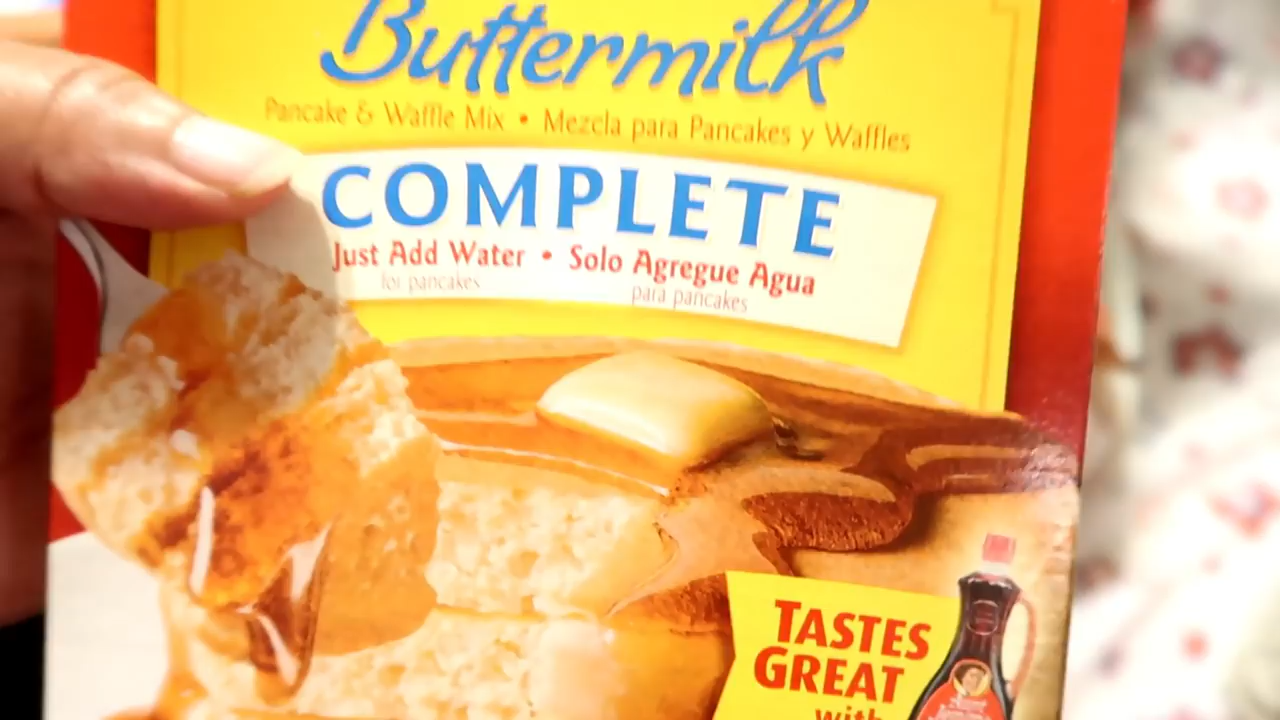 Buttermilk
Pancake & Waffle Mix • Mezcla para Pancakes y Waffles
COMPLETE
Just Add Water • Solo Agregue Agua
for pancakes para pancakes
TASTES
GREAT
with